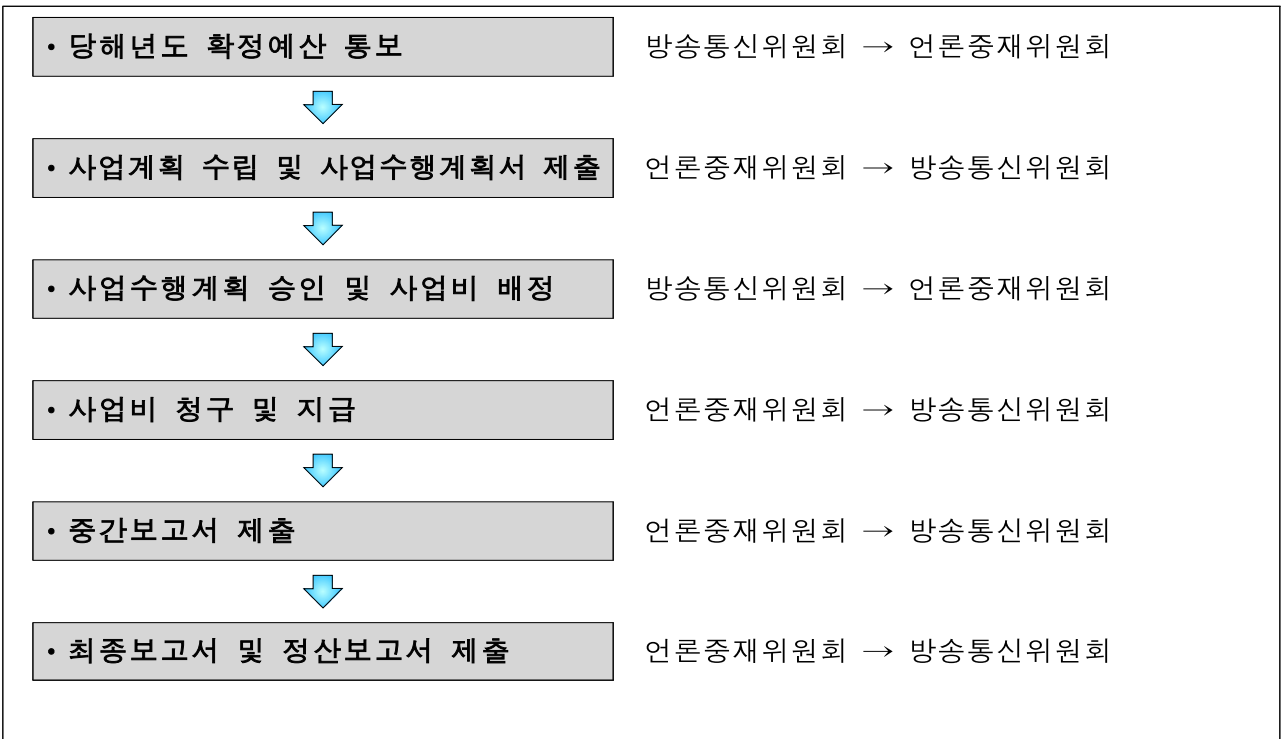 • 당해년도 확정예산 통보 방송통신위원회 → 언론중재위원회
• 사업계획 수립 및 사업수행계획서 제출 언론중재위원회 → 방송통신위원회
• 사업수행계획 승인 및 사업비 배정 방송통신위원회 → 언론중재위원회
• 사업비 청구 및 지급 언론중재위원회 → 방송통신위원회
• 중간보고서 제출 언론중재위원회 → 방송통신위원회
• 최종보고서 및 정산보고서 제출 언론중재위원회 → 방송통신위원회